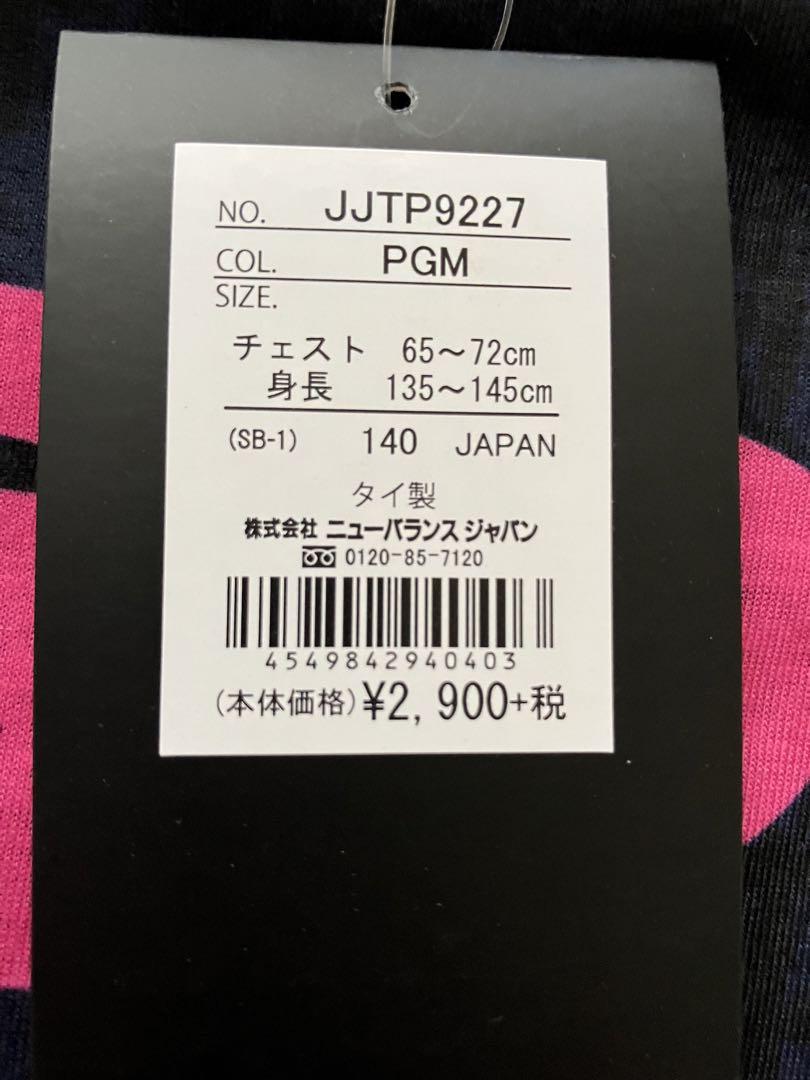 NO. JJTP9227
COL. PGM
SIZE.
チェスト 65〜72cm
身長 135〜145cm
(SB-1) 140 JAPAN
タイ製
株式会社 ニューバランス ジャパン
0120-85-7120
4549842940403
(本体価格)¥2,900+税